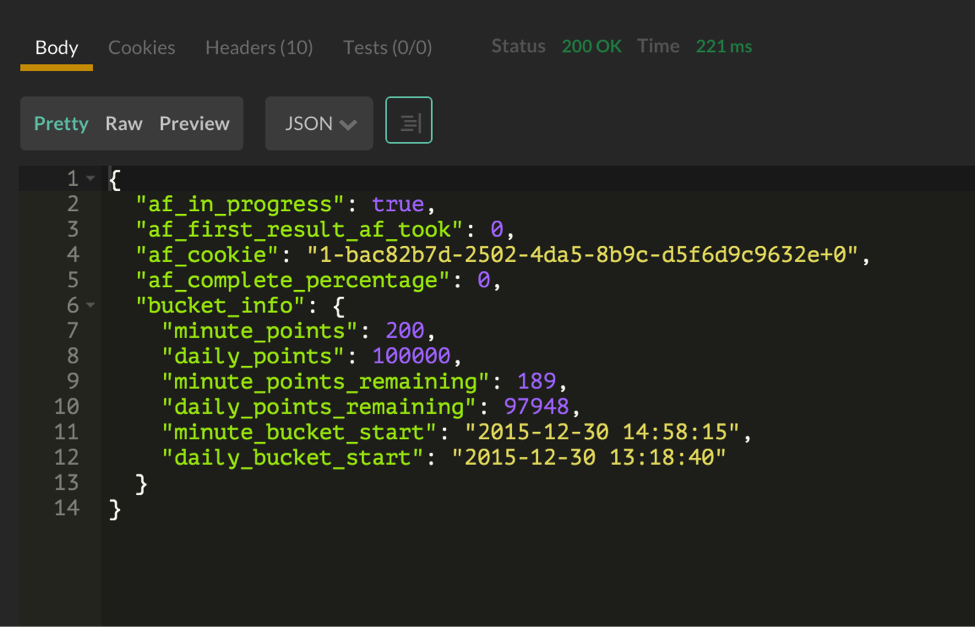 Body Cookies Headers (10) Tests (0/0) Status 200 OK Time 221 ms
Pretty Raw Preview JSON
1 {
2 "af_in_progress": true,
3 "af_first_result_af_took": 0,
4 "af_cookie": "1-bac82b7d-2502-4da5-8b9c-d5f6d9c9632e+0",
5 "af_complete_percentage": 0,
6 "bucket_info": {
7 "minute_points": 200,
8 "daily_points": 100000,
9 "minute_points_remaining": 189,
10 "daily_points_remaining": 97948,
11 "minute_bucket_start": "2015-12-30 14:58:15",
12 "daily_bucket_start": "2015-12-30 13:18:40"
13 }
14 }